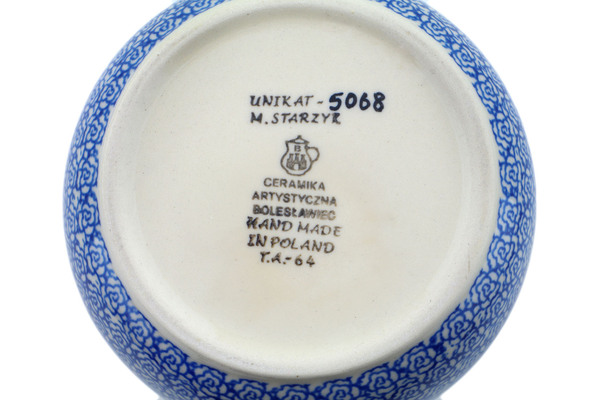 UNIKAT - 5068
M. STARZYK
B
CERAMIKA
ARTYSTYCZNA
BOLESŁAWIEC
HAND MADE
IN POLAND
T.A.-64